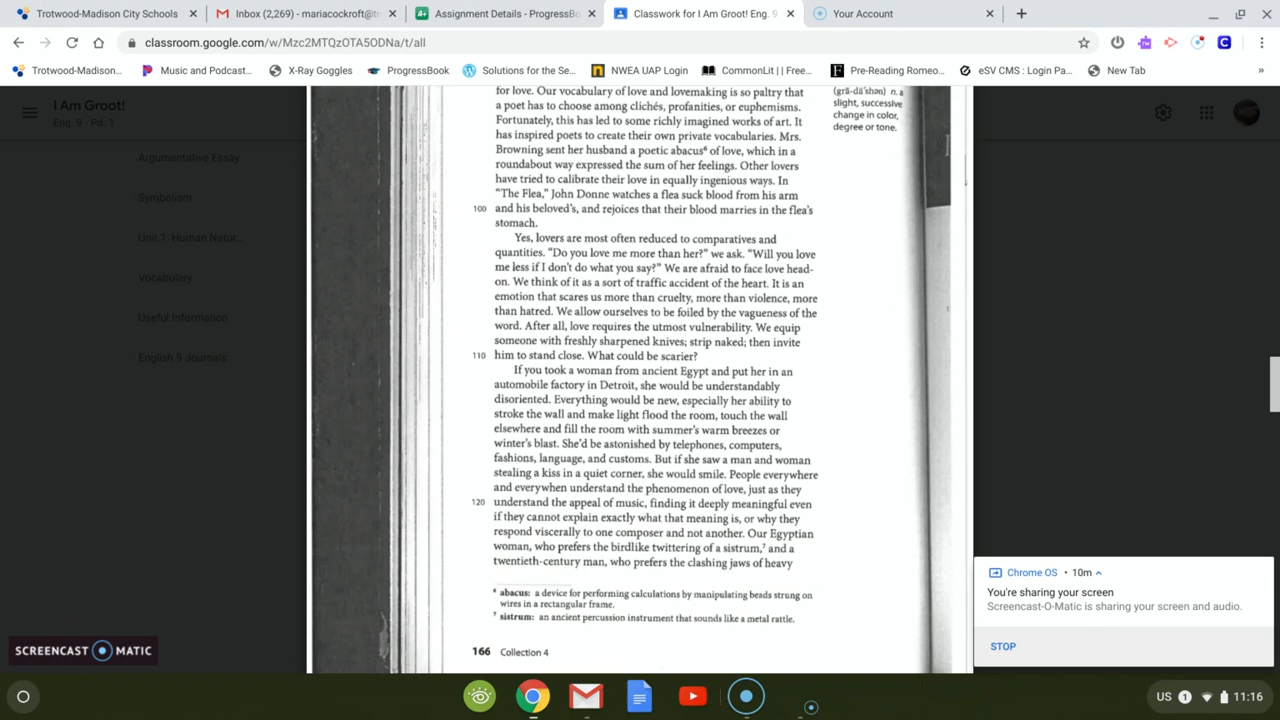 Trotwood-Madison City Schools
Inbox (2,269) - mariacockroft@tr
Assignment Details - ProgressBo
Classwork for I Am Groot! Eng. 9
Your Account
classroom.google.com/w/Mzc2MTQzOTA5ODNa/t/all
Trotwood-Madison...
Music and Podcast...
X-Ray Goggles
ProgressBook
Solutions for the Se...
NWEA UAP Login
CommonLit | | Free...
Pre-Reading Romeo...
eSV CMS : Login Pa...
New Tab
»
I Am Groot!
Eng. 9 - Pd. 1
Argumentative Essay
Symbolism
Unit 1: Human Natur...
Vocabulary
Useful Information
English 9 Journals
for love. Our vocabulary of love and lovemaking is so paltry that
a poet has to choose among clichés, profanities, or euphemisms.
Fortunately, this has led to some richly imagined works of art. It
has inspired poets to create their own private vocabularies. Mrs.
Browning sent her husband a poetic abacus⁶ of love, which in a
roundabout way expressed the sum of her feelings. Other lovers
have tried to calibrate their love in equally ingenious ways. In
“The Flea,” John Donne watches a flea suck blood from his arm
100 and his beloved’s, and rejoices that their blood marries in the flea’s
stomach.
Yes, lovers are most often reduced to comparatives and
quantities. “Do you love me more than her?” we ask. “Will you love
me less if I don’t do what you say?” We are afraid to face love head-
on. We think of it as a sort of traffic accident of the heart. It is an
emotion that scares us more than cruelty, more than violence, more
than hatred. We allow ourselves to be foiled by the vagueness of the
word. After all, love requires the utmost vulnerability. We equip
someone with freshly sharpened knives; strip naked; then invite
110 him to stand close. What could be scarier?
If you took a woman from ancient Egypt and put her in an
automobile factory in Detroit, she would be understandably
disoriented. Everything would be new, especially her ability to
stroke the wall and make light flood the room, touch the wall
elsewhere and fill the room with summer’s warm breezes or
winter’s blast. She’d be astonished by telephones, computers,
fashions, language, and customs. But if she saw a man and woman
stealing a kiss in a quiet corner, she would smile. People everywhere
and everywhen understand the phenomenon of love, just as they
120 understand the appeal of music, finding it deeply meaningful even
if they cannot explain exactly what that meaning is, or why they
respond viscerally to one composer and not another. Our Egyptian
woman, who prefers the birdlike twittering of a sistrum,⁷ and a
twentieth-century man, who prefers the clashing jaws of heavy
⁶ abacus: a device for performing calculations by manipulating beads strung on
wires in a rectangular frame.
⁷ sistrum: an ancient percussion instrument that sounds like a metal rattle.
166 Collection 4
(grā-dā´shən) n. a
slight, successive
change in color,
degree or tone.
Chrome OS • 10m
You're sharing your screen
Screencast-O-Matic is sharing your screen and audio.
STOP
SCREENCAST MATIC
US 1 11:16